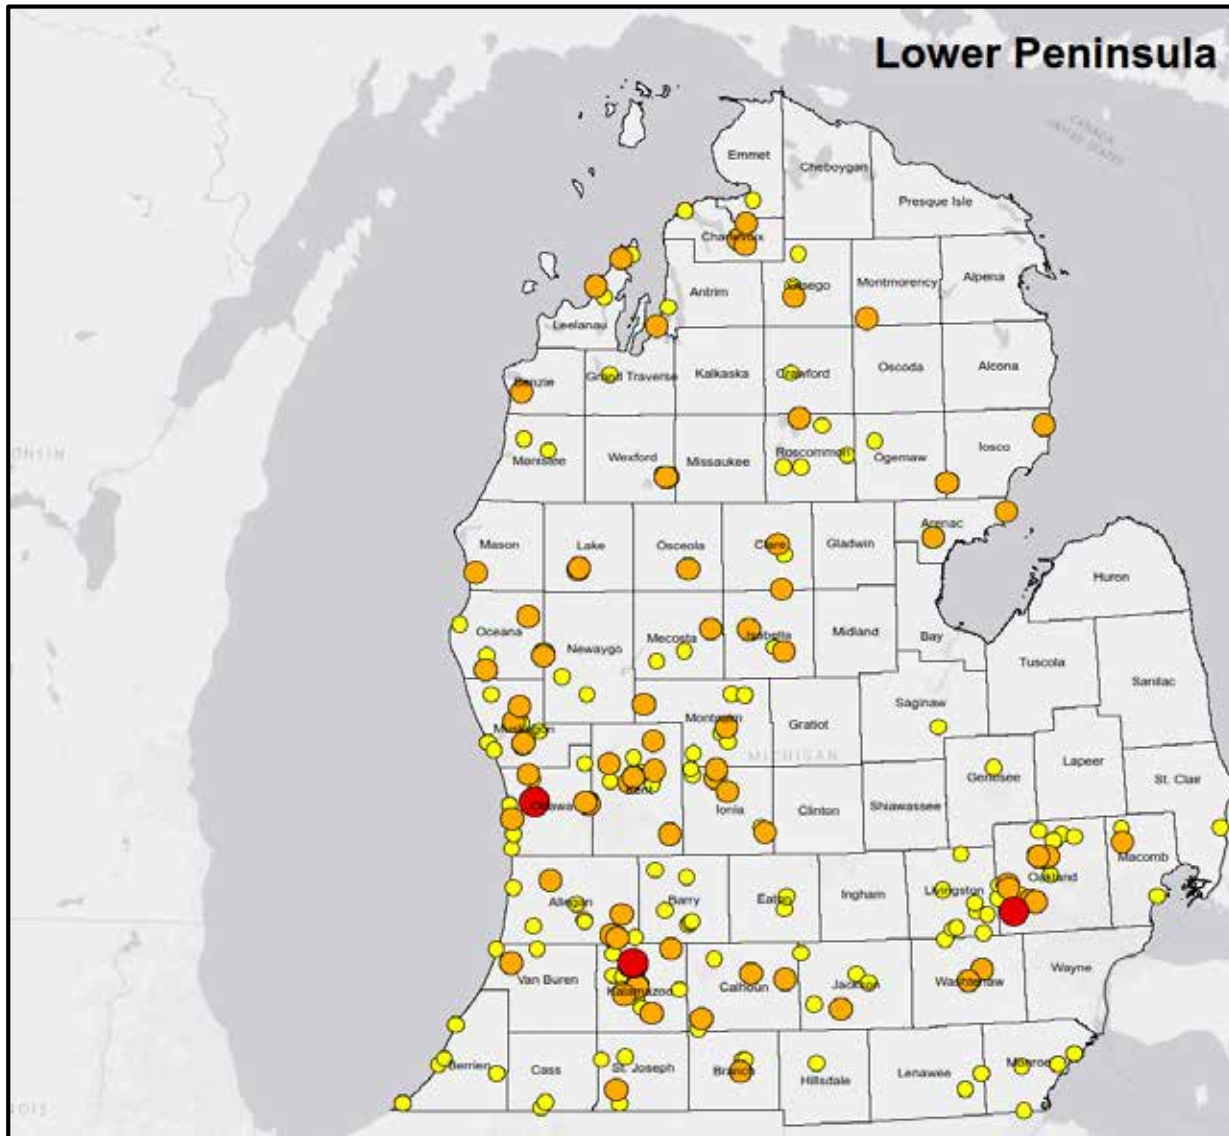 Lower Peninsula
CANADA
UNITED STATES
Emmet
Cheboygan
Presque Isle
Charlevoix
Antrim
Otsego
Montmorency
Alpena
Leelanau
Benzie
Grand Traverse
Kalkaska
Crawford
Oscoda
Alcona
ONSIN
Manistee
Wexford
Missaukee
Roscommon
Ogemaw
Iosco
Arenac
Mason
Lake
Osceola
Clare
Gladwin
Huron
Oceana
Newaygo
Mecosta
Isabella
Midland
Bay
Tuscola
Sanilac
Muskegon
Montcalm
Gratiot
Saginaw
MICHIGAN
Genesee
Lapeer
St. Clair
Ottawa
Kent
Ionia
Clinton
Shiawassee
Oakland
Macomb
Allegan
Barry
Eaton
Ingham
Livingston
Van Buren
Kalamazoo
Calhoun
Jackson
Washtenaw
Wayne
Berrien
Cass
St. Joseph
Branch
Hillsdale
Lenawee
Monroe
OIS